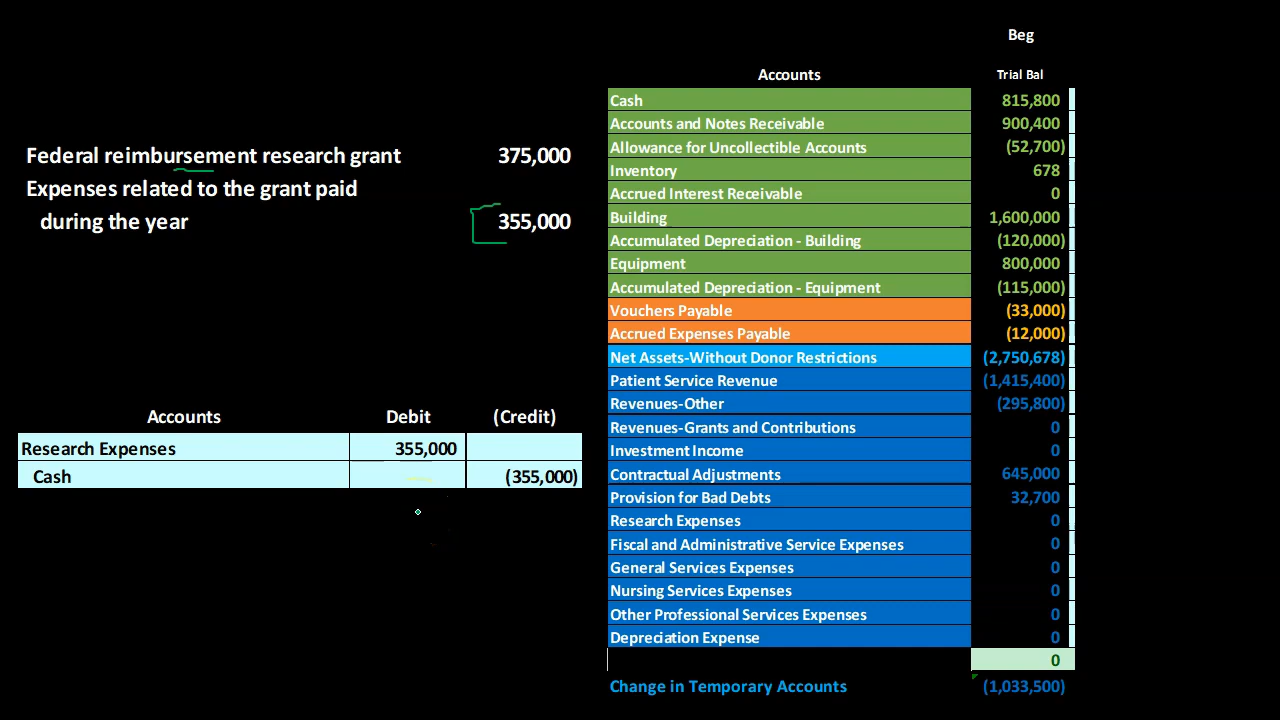 Federal reimbursement research grant 375,000
Expenses related to the grant paid
during the year 355,000
Accounts Debit (Credit)
Research Expenses 355,000
Cash (355,000)
Beg
Accounts Trial Bal
Cash 815,800
Accounts and Notes Receivable 900,400
Allowance for Uncollectible Accounts (52,700)
Inventory 678
Accrued Interest Receivable 0
Building 1,600,000
Accumulated Depreciation - Building (120,000)
Equipment 800,000
Accumulated Depreciation - Equipment (115,000)
Vouchers Payable (33,000)
Accrued Expenses Payable (12,000)
Net Assets-Without Donor Restrictions (2,750,678)
Patient Service Revenue (1,415,400)
Revenues-Other (295,800)
Revenues-Grants and Contributions 0
Investment Income 0
Contractual Adjustments 645,000
Provision for Bad Debts 32,700
Research Expenses 0
Fiscal and Administrative Service Expenses 0
General Services Expenses 0
Nursing Services Expenses 0
Other Professional Services Expenses 0
Depreciation Expense 0
0
Change in Temporary Accounts (1,033,500)